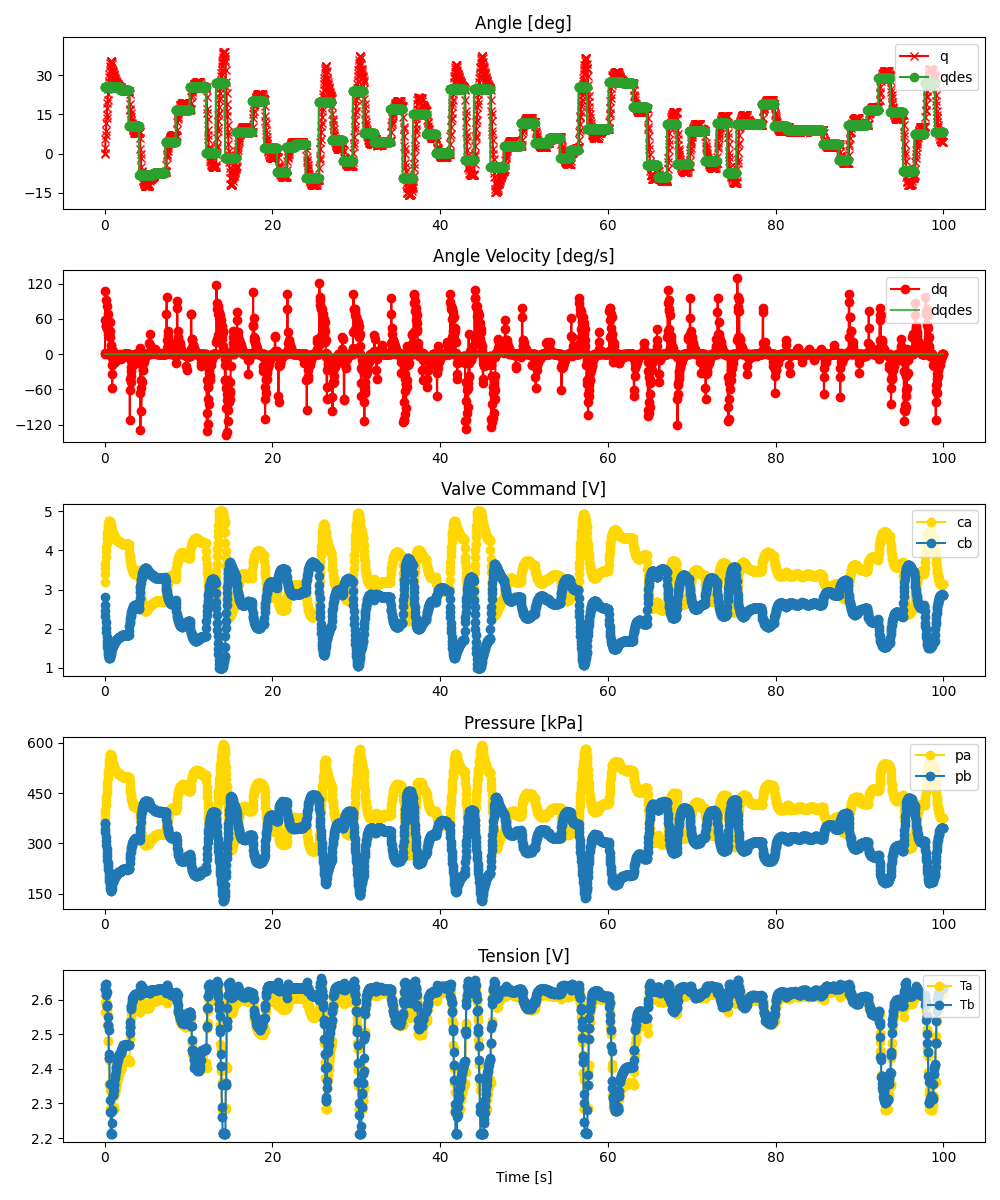 Angle [deg]
30
15
0
−15
q
qdes
0 20 40 60 80 100
Angle Velocity [deg/s]
120
60
0
−60
−120
dq
dqdes
0 20 40 60 80 100
Valve Command [V]
5
4
3
2
1
ca
cb
0 20 40 60 80 100
Pressure [kPa]
600
450
300
150
pa
pb
0 20 40 60 80 100
Tension [V]
2.6
2.5
2.4
2.3
2.2
Ta
Tb
0 20 40 60 80 100
Time [s]